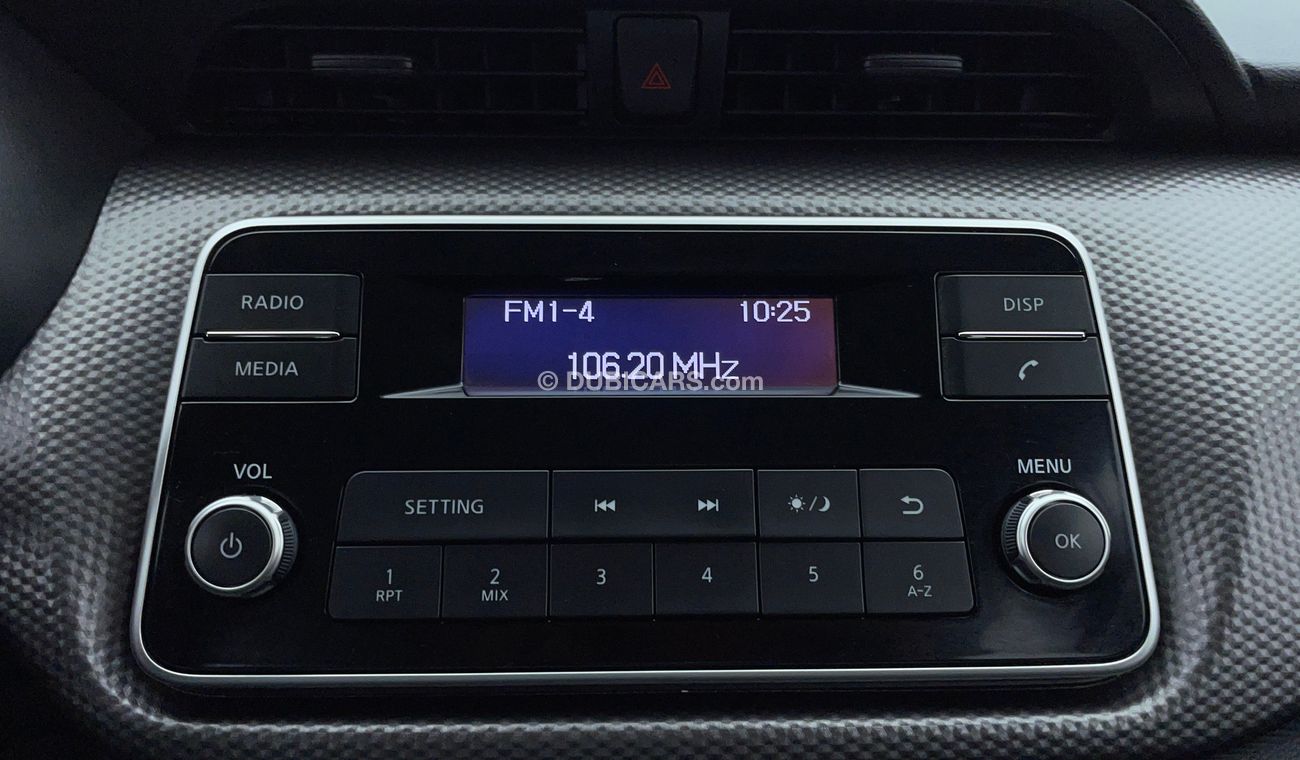 FM1-4 10:25
106.20 MHz
© DUBICARS.com
RADIO
MEDIA
DISP
VOL
MENU
SETTING
OK
1 2 3 4 5 6
RPT MIX A-Z